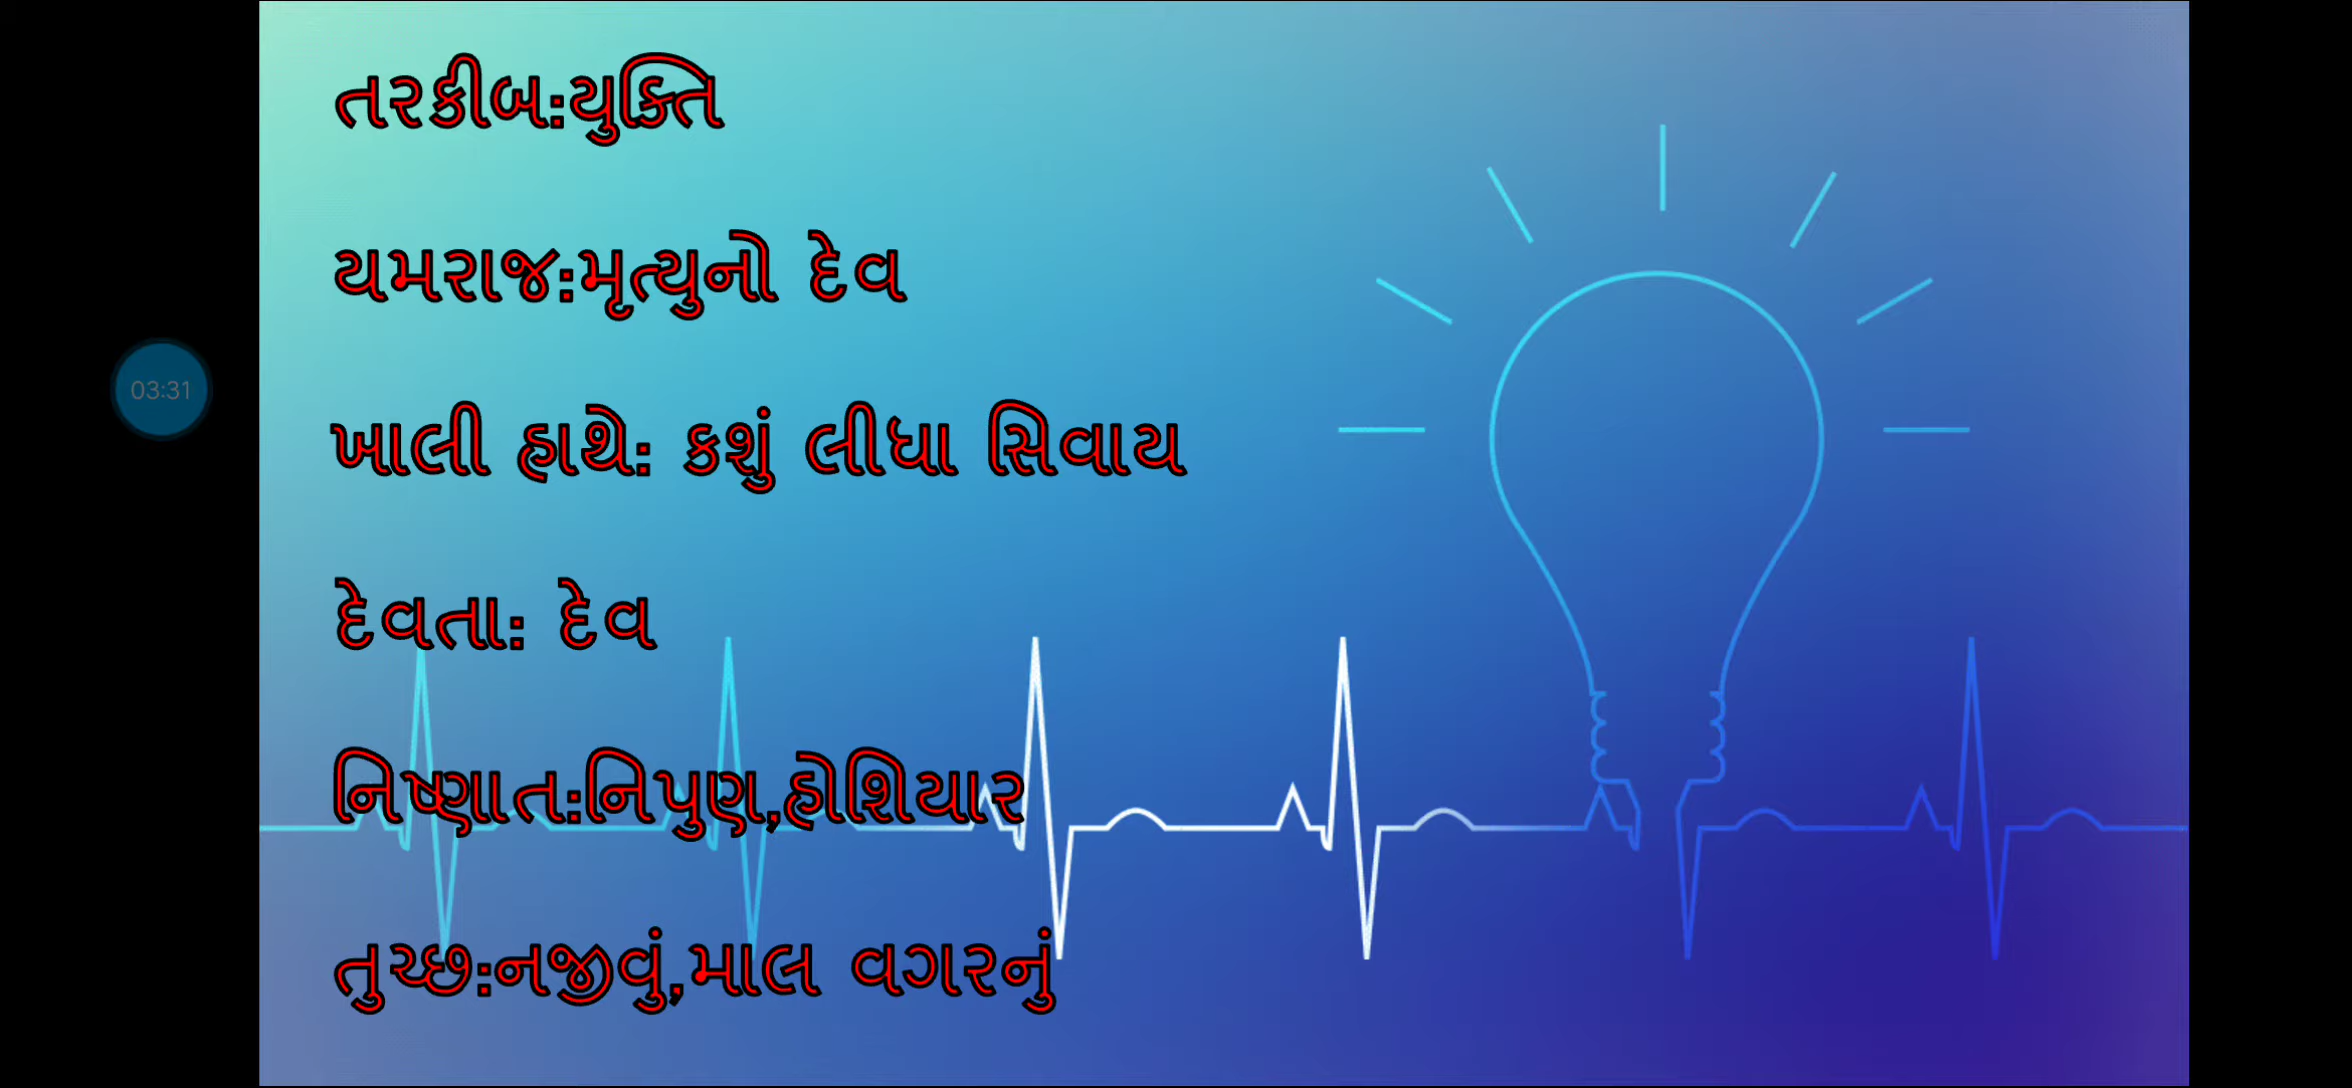 તરકીબ:યુક્તિ
યમરાજ:મૃત્યુનો દેવ
03:31
ખાલી હાથે: કશું લીધા સિવાય
દેવતા: દેવ
નિષ્ણાત:નિપુણ,હોશિયાર
તુચ્છ:નજીવું,માલ વગરનું